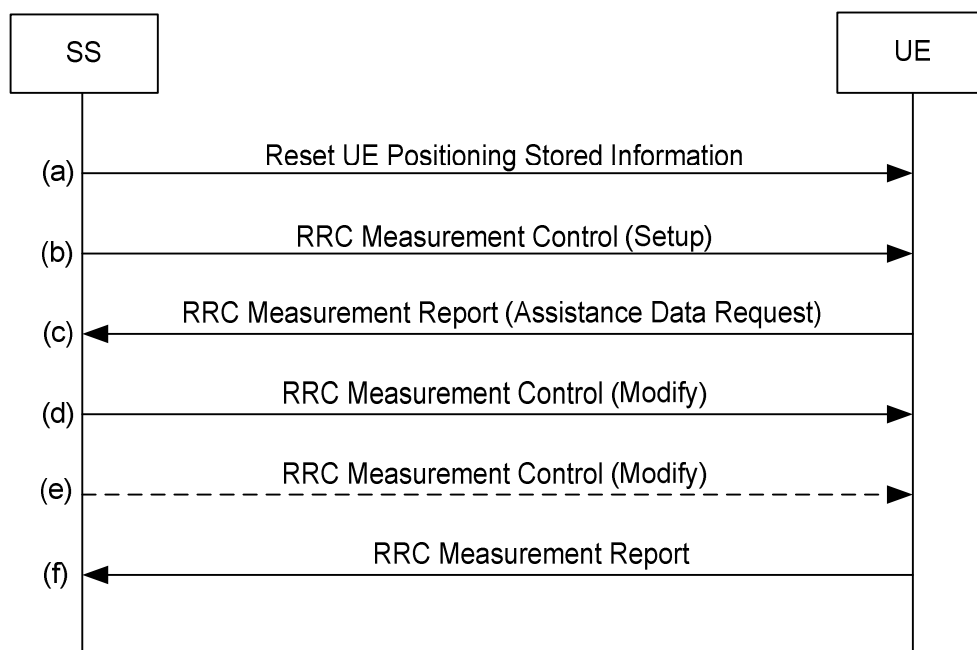 SS
UE
(a)
Reset UE Positioning Stored Information
(b)
RRC Measurement Control (Setup)
(c)
RRC Measurement Report (Assistance Data Request)
(d)
RRC Measurement Control (Modify)
(e)
RRC Measurement Control (Modify)
(f)
RRC Measurement Report